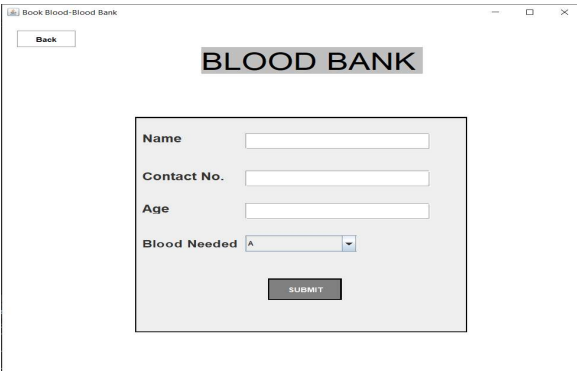 Book Blood-Blood Bank
Back
BLOOD BANK
Name
Contact No.
Age
Blood Needed A
SUBMIT